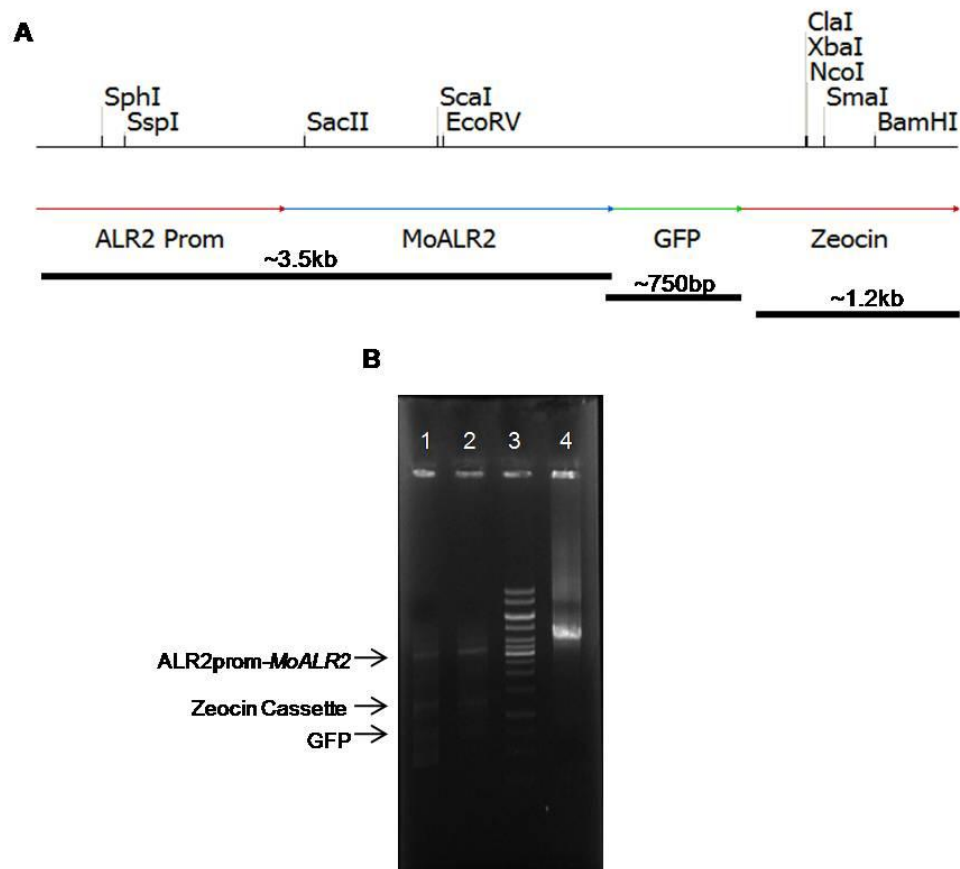 A
SphI
SspI
SacII
ScaI
EcoRV
ClaI
XbaI
NcoI
SmaI
BamHI
ALR2 Prom
MoALR2
GFP
Zeocin
~3.5kb
~750bp
~1.2kb
B
1 2 3 4
ALR2prom-MoALR2
Zeocin Cassette
GFP